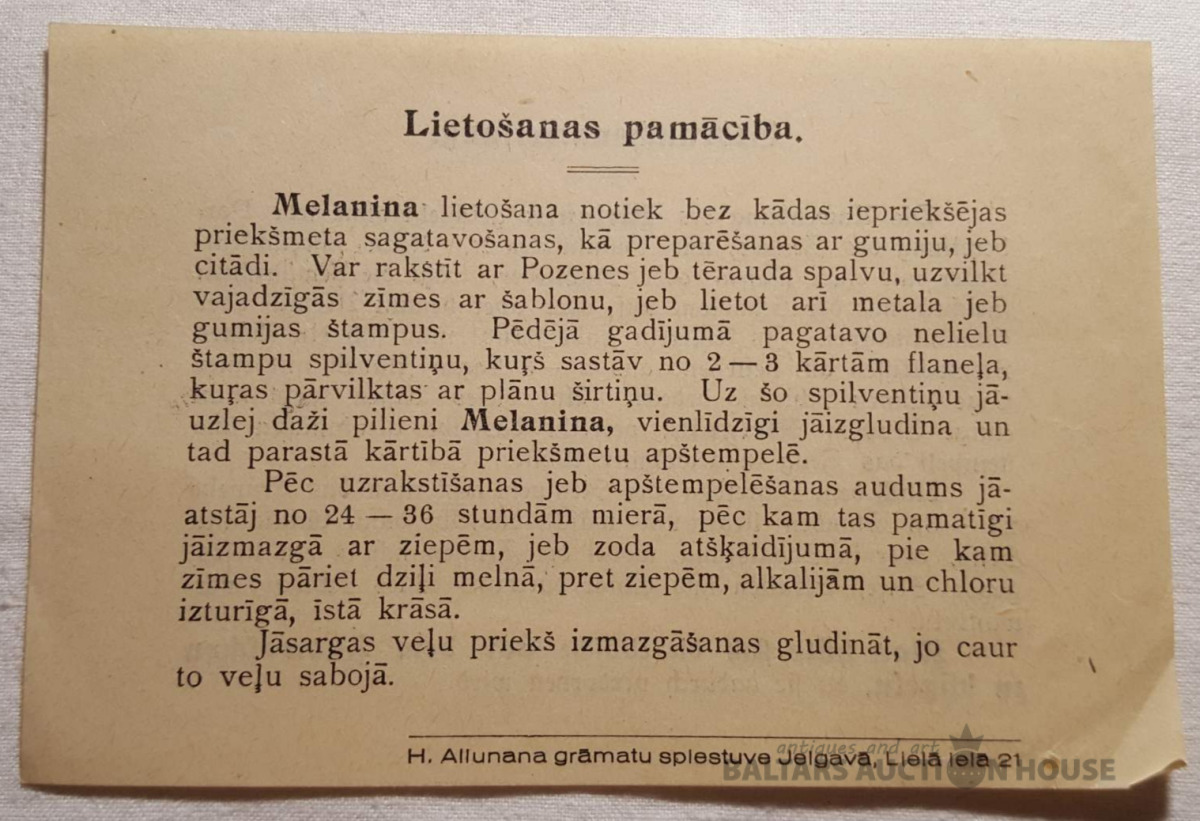 Lietošanas pamācība.
Melanina lietošana notiek bez kādas iepriekšējas
priekšmeta sagatavošanas, kā preparēšanas ar gumiju, jeb
citādi. Var rakstīt ar Pozenes jeb tērauda spalvu, uzvilkt
vajadzīgās zīmes ar šablonu, jeb lietot arī metala jeb
gumijas štampus. Pēdējā gadījumā pagatavo nelielu
štampu spilventiņu, kuŗš sastāv no 2 — 3 kārtām flaneļa,
kuŗas pārvilktas ar plānu širtiņu. Uz šo spilventiņu jā-
uzlej daži pilieni Melanina, vienlīdzīgi jāizgludina un
tad parastā kārtībā priekšmetu apštempelē.
Pēc uzrakstīšanas jeb apštempelēšanas audums jā-
atstāj no 24 — 36 stundām mierā, pēc kam tas pamatīgi
jāizmazgā ar ziepēm, jeb zoda atšķaidījumā, pie kam
zīmes pāriet dziļi melnā, pret ziepēm, alkalijām un chloru
izturīgā, īstā krāsā.
Jāsargas veļu priekš izmazgāšanas gludināt, jo caur
to veļu sabojā.
H. Allunana grāmatu spiestuve Jelgavā, Lielā ielā 21
antiques and art
BALTARS AUCTION HOUSE